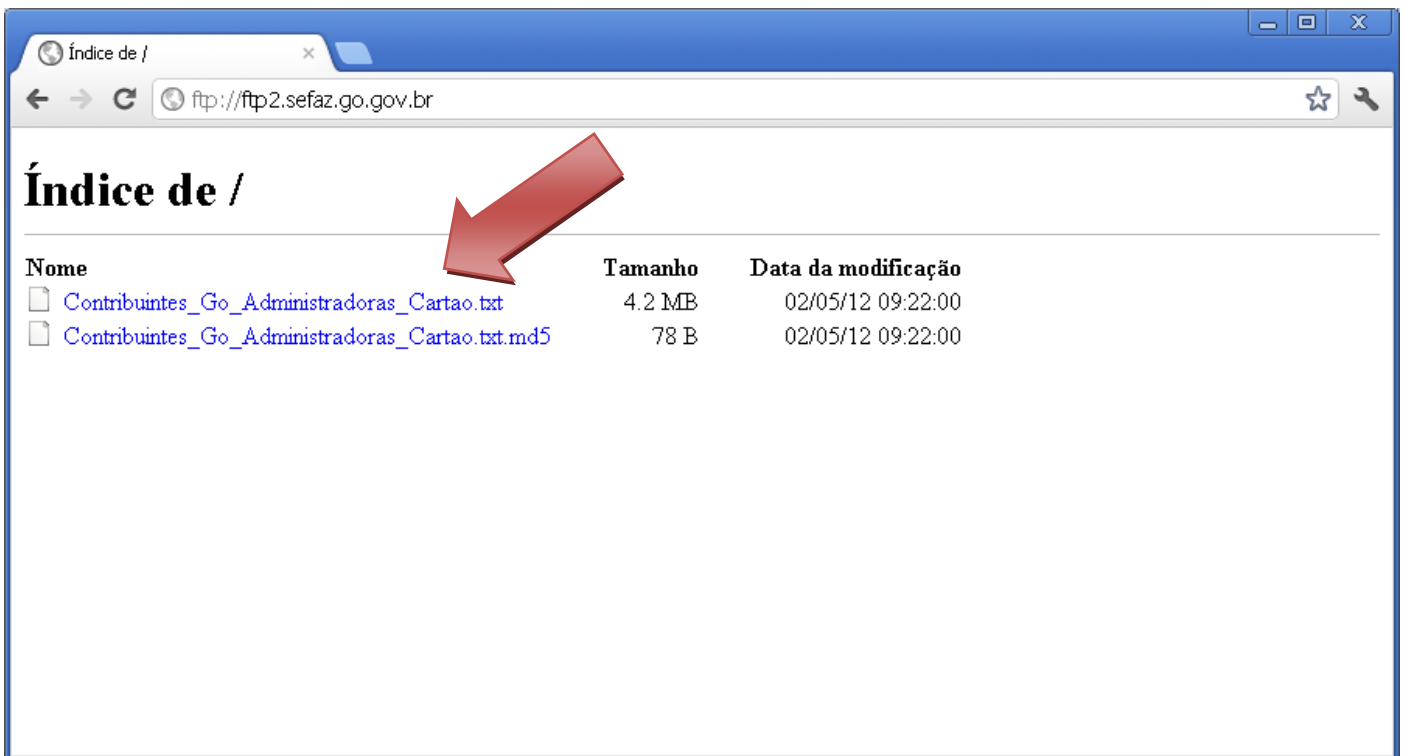 Índice de /
ftp://ftp2.sefaz.go.gov.br
Índice de /
Nome Tamanho Data da modificação
Contribuintes_Go_Administradoras_Cartao.txt 4.2 MB 02/05/12 09:22:00
Contribuintes_Go_Administradoras_Cartao.txt.md5 78 B 02/05/12 09:22:00